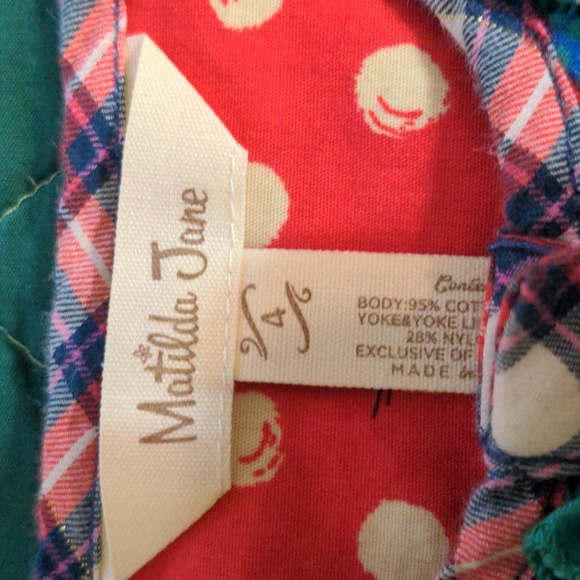 Matilda Jane
4
BODY:95% COT
YOKE&YOKE LI
28% NYL
EXCLUSIVE OF
MADE